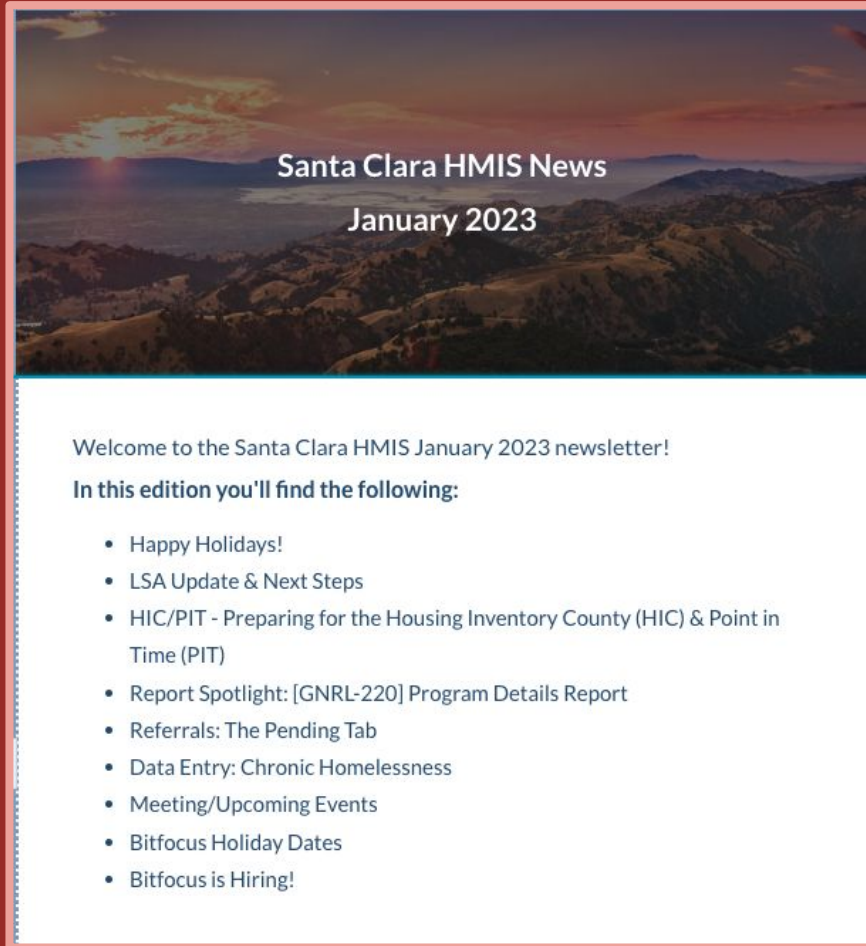 Santa Clara HMIS News
January 2023
Welcome to the Santa Clara HMIS January 2023 newsletter!
In this edition you'll find the following:
• Happy Holidays!
• LSA Update & Next Steps
• HIC/PIT - Preparing for the Housing Inventory County (HIC) & Point in
Time (PIT)
• Report Spotlight: [GNRL-220] Program Details Report
• Referrals: The Pending Tab
• Data Entry: Chronic Homelessness
• Meeting/Upcoming Events
• Bitfocus Holiday Dates
• Bitfocus is Hiring!